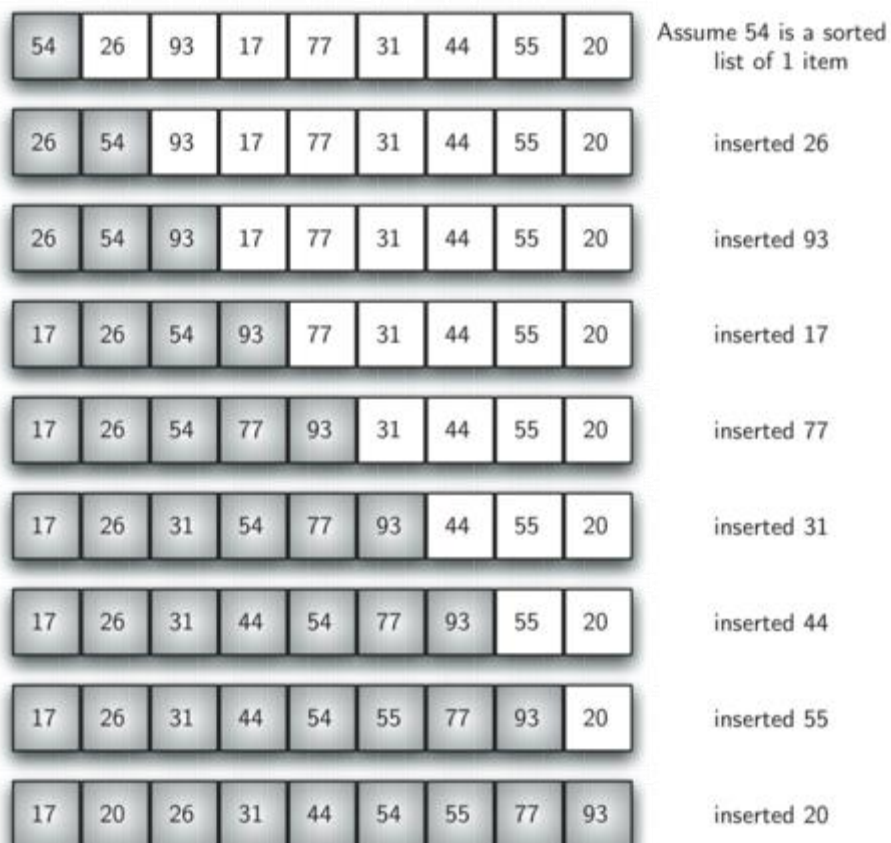 54 26 93 17 77 31 44 55 20 Assume 54 is a sorted
list of 1 item
26 54 93 17 77 31 44 55 20 inserted 26
26 54 93 17 77 31 44 55 20 inserted 93
17 26 54 93 77 31 44 55 20 inserted 17
17 26 54 77 93 31 44 55 20 inserted 77
17 26 31 54 77 93 44 55 20 inserted 31
17 26 31 44 54 77 93 55 20 inserted 44
17 26 31 44 54 55 77 93 20 inserted 55
17 20 26 31 44 54 55 77 93 inserted 20